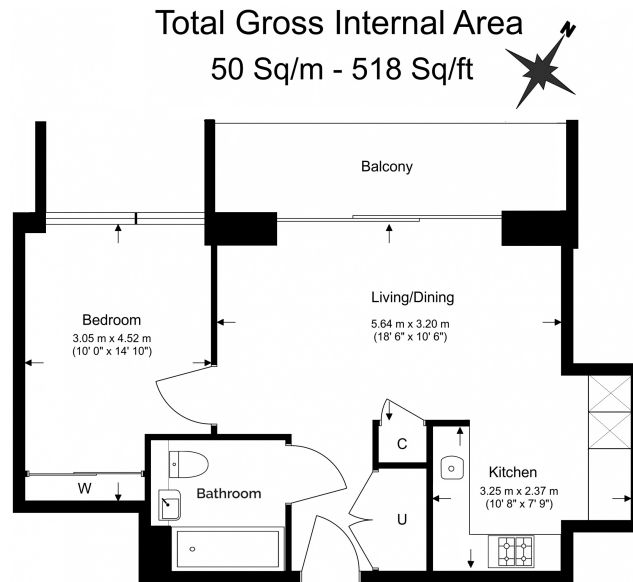 Total Gross Internal Area
50 Sq/m - 518 Sq/ft
N
Balcony
Bedroom
3.05 m x 4.52 m
(10' 0" x 14' 10")
Living/Dining
5.64 m x 3.20 m
(18' 6" x 10' 6")
C
Kitchen
3.25 m x 2.37 m
(10' 8" x 7' 9")
W
Bathroom
U